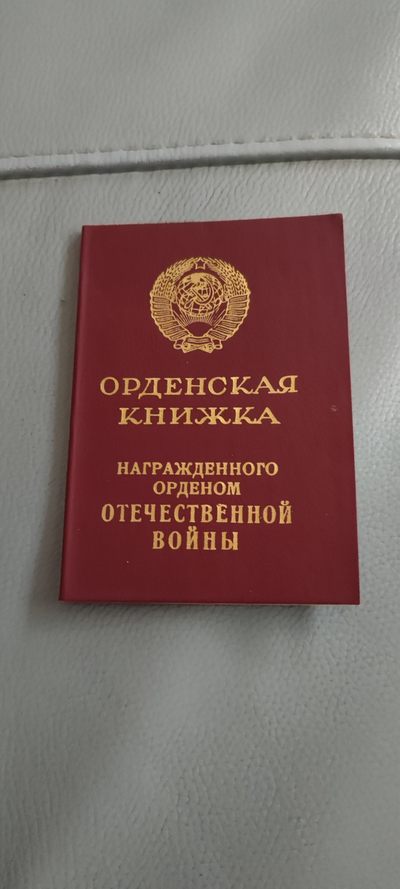 ОРДЕНСКАЯ
КНИЖКА
НАГРАЖДЕННОГО
ОРДЕНОМ
ОТЕЧЕСТВЕННОЙ
ВОЙНЫ